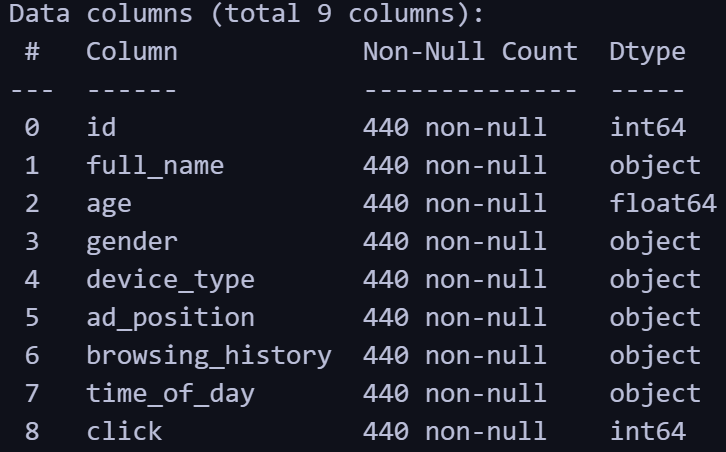 Data columns (total 9 columns):
 #   Column            Non-Null Count  Dtype
---  ------            --------------  -----
 0   id                440 non-null    int64
 1   full_name         440 non-null    object
 2   age               440 non-null    float64
 3   gender            440 non-null    object
 4   device_type       440 non-null    object
 5   ad_position       440 non-null    object
 6   browsing_history  440 non-null    object
 7   time_of_day       440 non-null    object
 8   click             440 non-null    int64